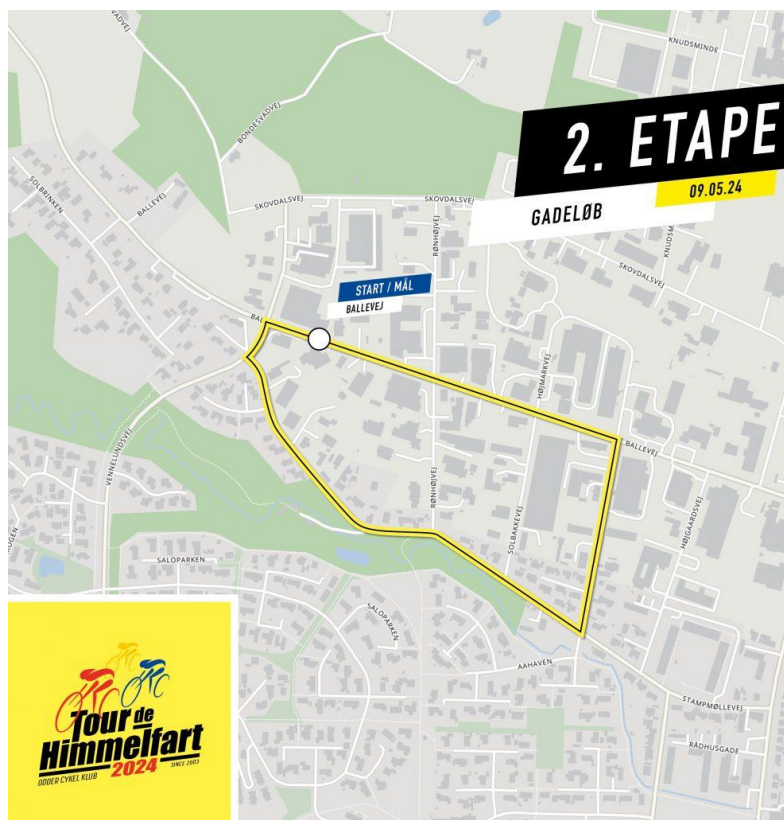 KNUDSMINDE
BONDESVADVEJ
2. ETAPE
09.05.24
GADELØB
SOLBRINKEN
BALLEVEJ
SKOVDALSVEJ
SKOVDALSVEJ
RØNHØJVEJ
SKOVDALSVEJ
START / MÅL
BALLEVEJ
HØJMARKVEJ
BALLEVEJ
VENNELUNDSVEJ
RØNHØJVEJ
SOLBAKKEVEJ
HØJGAARDSVEJ
SALOPARKEN
SALOPARKEN
AAHAVEN
STAMPMØLLEVEJ
RÅDHUSGADE
Tour de
Himmelfart
2024
SINCE 2003
ODDER CYKEL KLUB